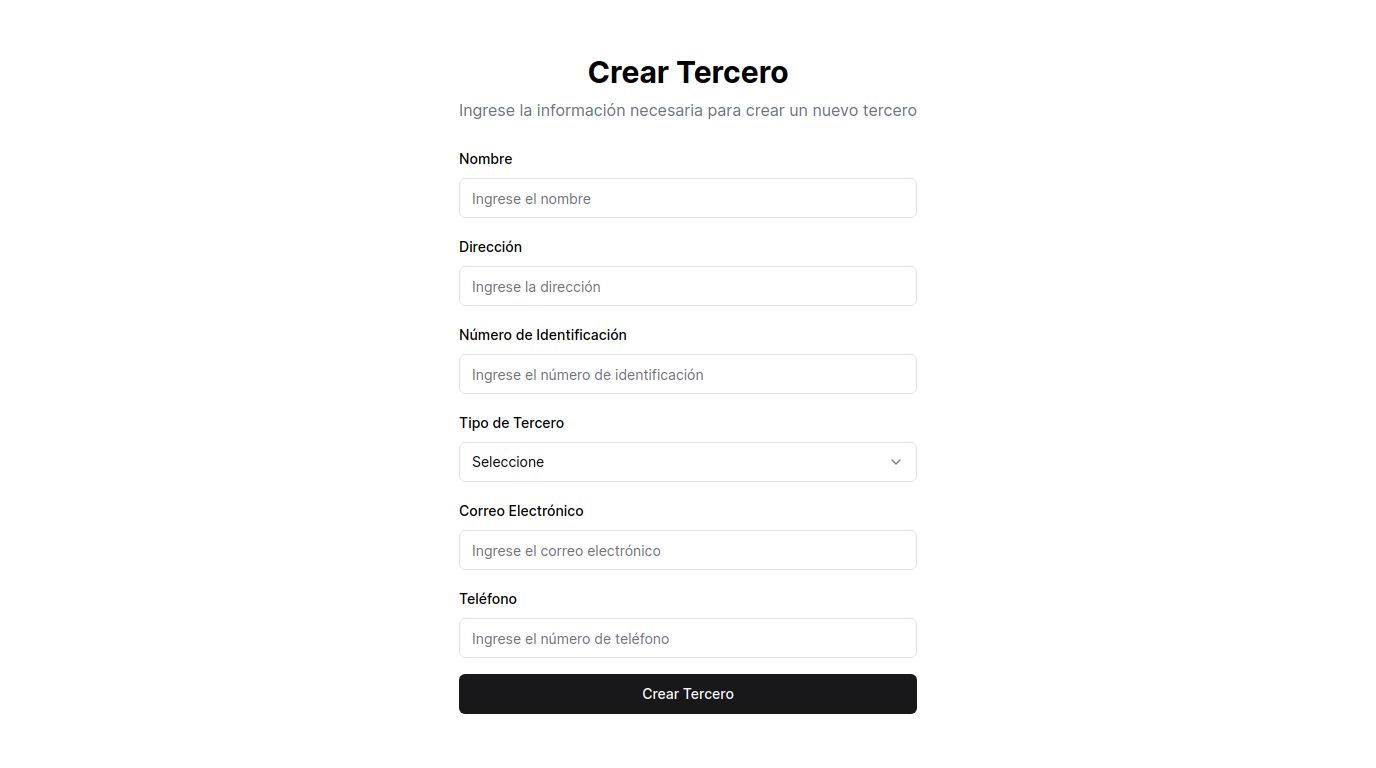 Crear Tercero
Ingrese la información necesaria para crear un nuevo tercero
Nombre
Ingrese el nombre
Dirección
Ingrese la dirección
Número de Identificación
Ingrese el número de identificación
Tipo de Tercero
Seleccione
Correo Electrónico
Ingrese el correo electrónico
Teléfono
Ingrese el número de teléfono
Crear Tercero